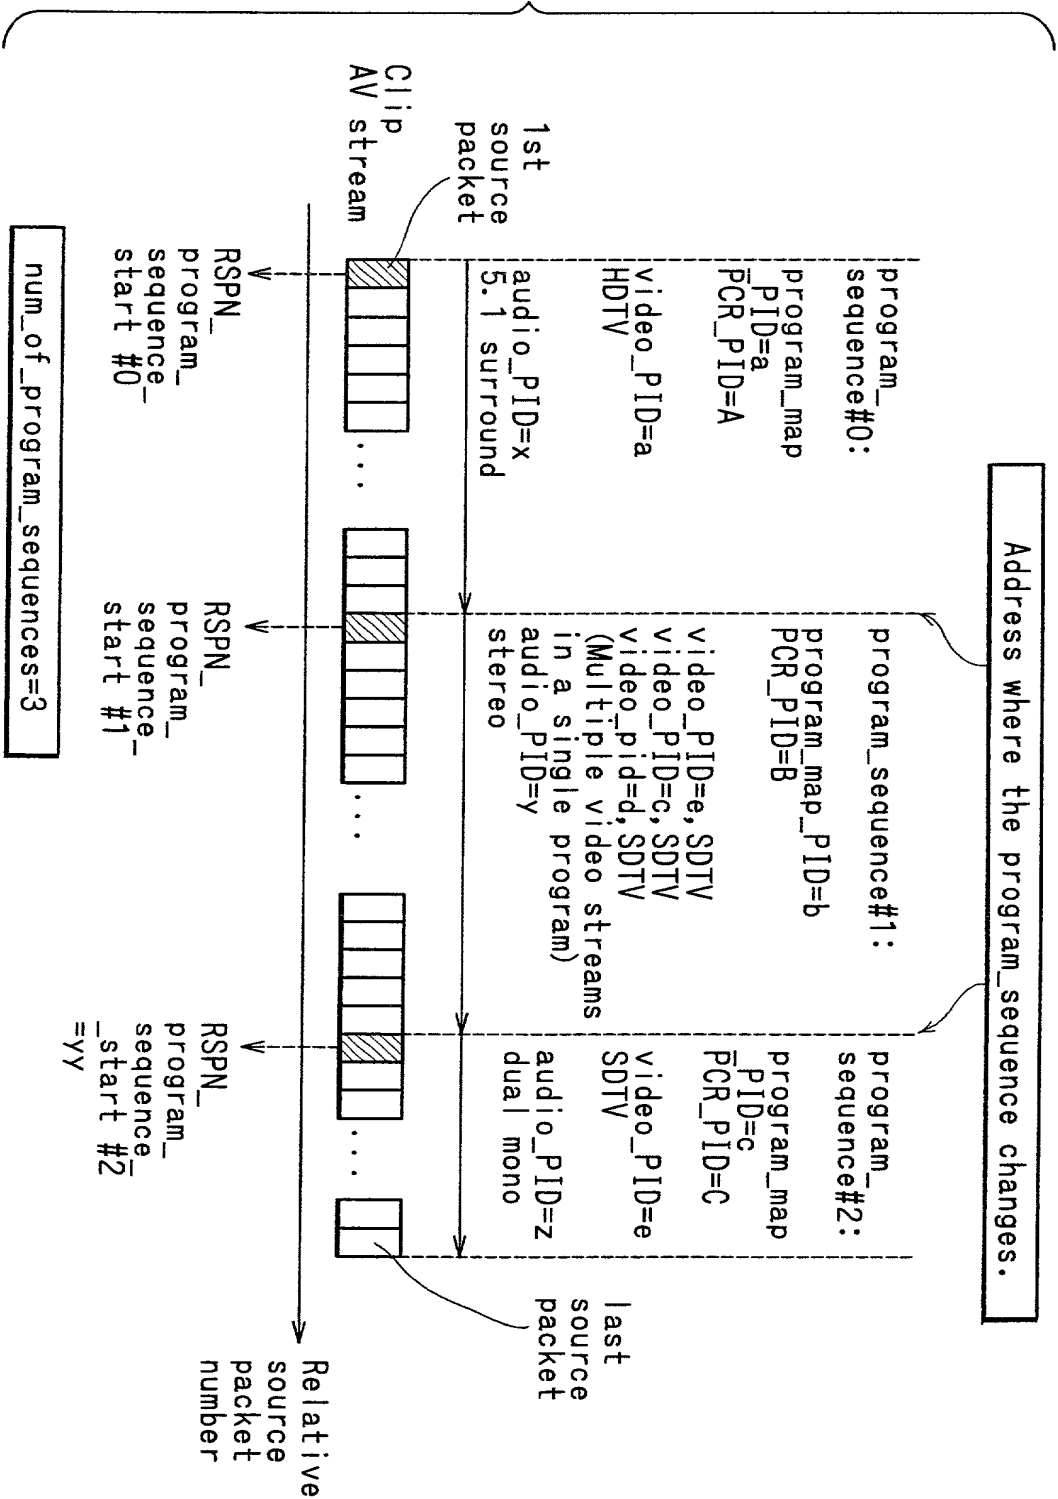 Address where the program_sequence changes.
program_
sequence#0:
program_map
_PID=a
PCR_PID=A
video_PID=a
HDTV
audio_PID=x
5.1 surround
program_sequence#1:
program_map_PID=b
PCR_PID=B
video_PID=e,SDTV
video_PID=c,SDTV
video_pid=d,SDTV
(Multiple video streams
in a single program)
audio_PID=y
stereo
program_
sequence#2:
program_map
_PID=c
PCR_PID=C
video_PID=e
SDTV
audio_PID=z
dual mono
1st
source
packet
last
source
packet
Clip
AV stream
...
...
...
Relative
source
packet
number
RSPN_
program_
sequence_
start #0
RSPN_
program_
sequence_
start #1
RSPN_
program_
sequence_
_start #2
=yy
num_of_program_sequences=3